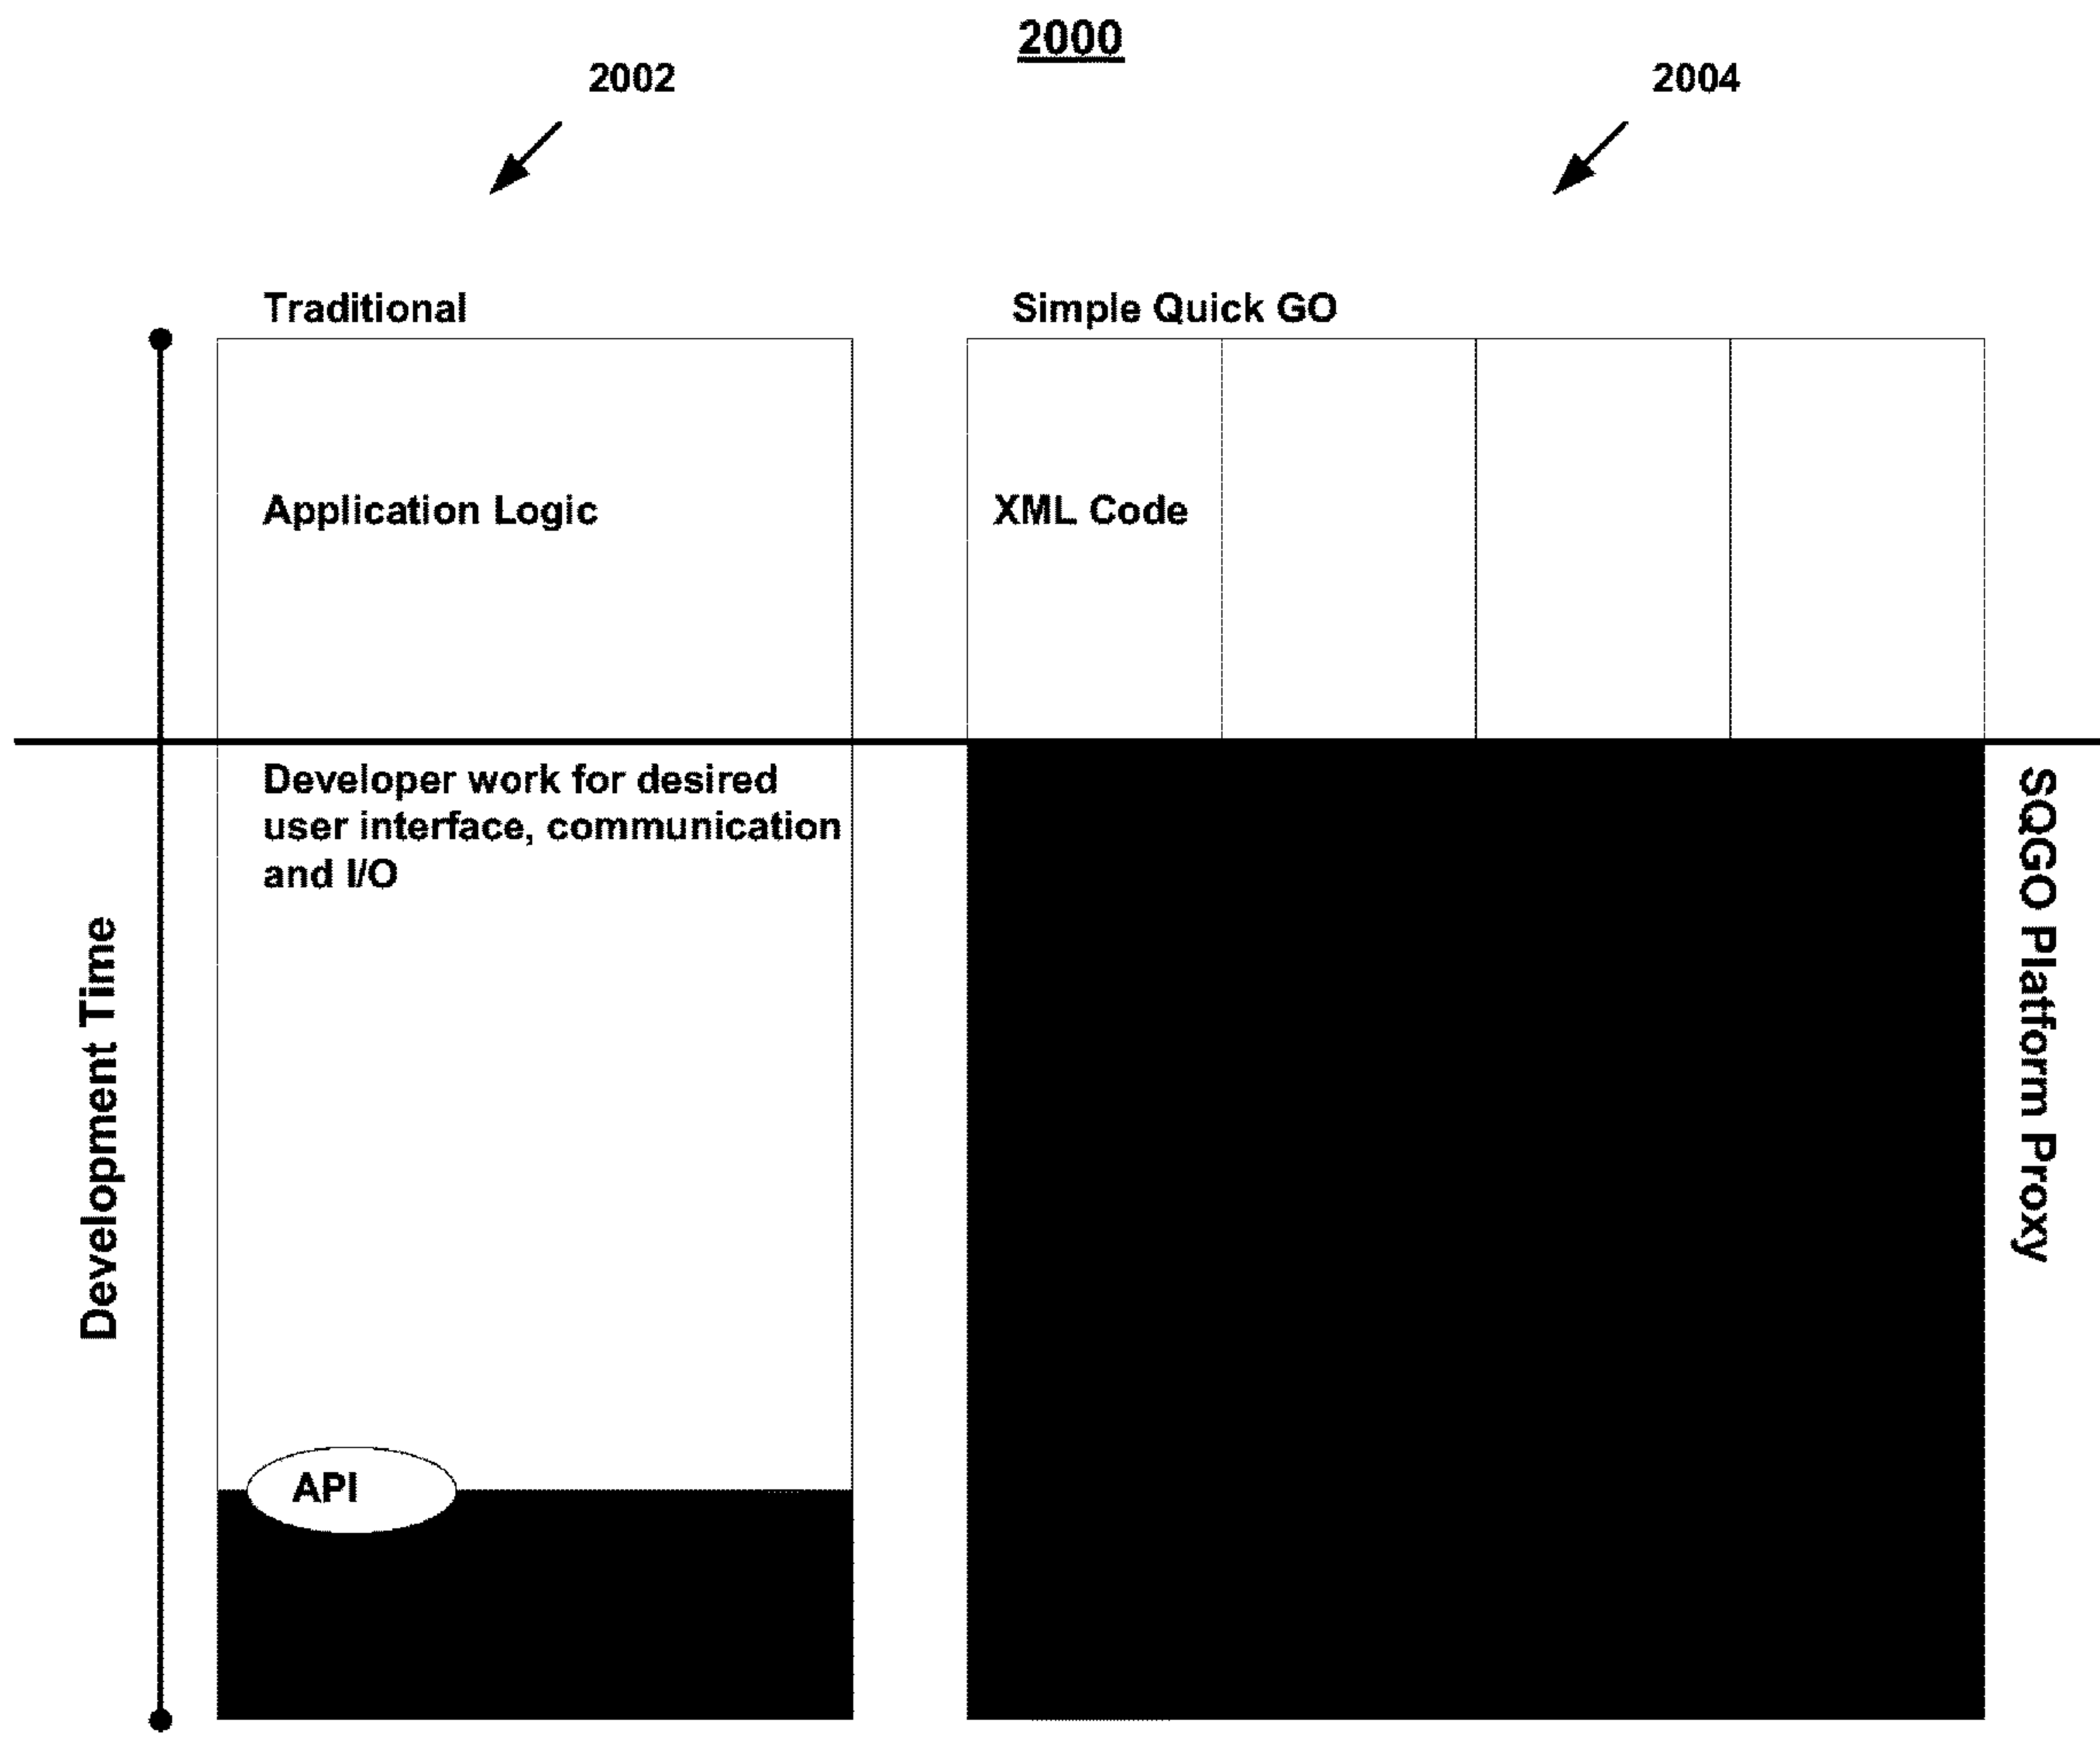 2000
2002
2004
Traditional
Simple Quick GO
Application Logic
XML Code
Developer work for desired
user interface, communication
and I/O
API
Development Time
SQGO Platform Proxy